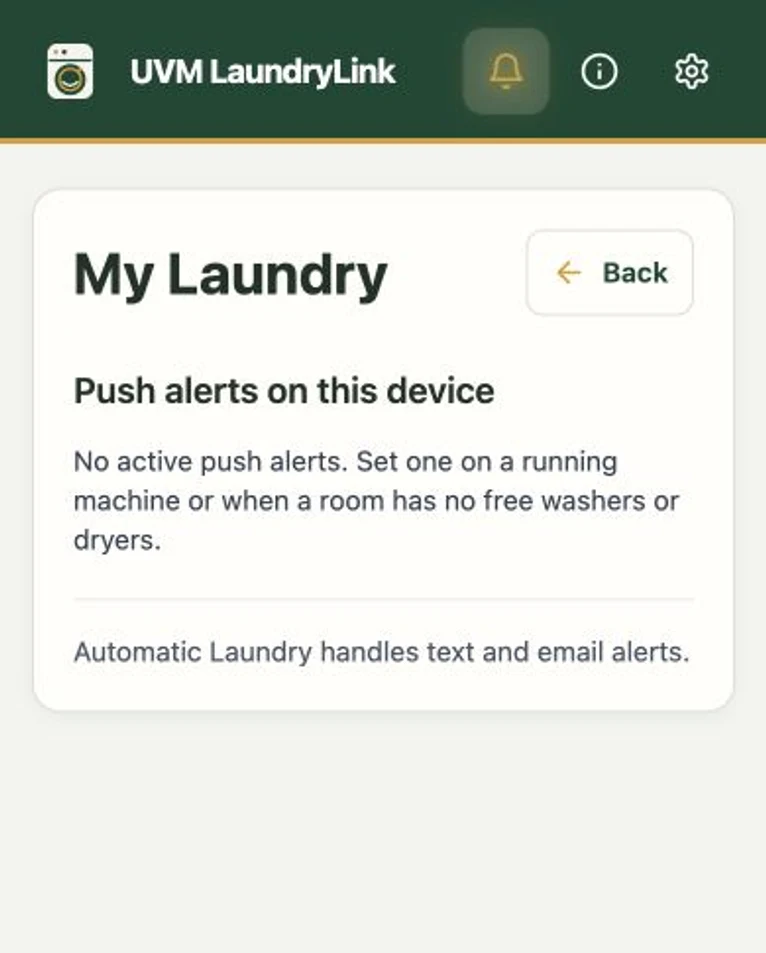 UVM LaundryLink
My Laundry
Back
Push alerts on this device
No active push alerts. Set one on a running
machine or when a room has no free washers or
dryers.
Automatic Laundry handles text and email alerts.